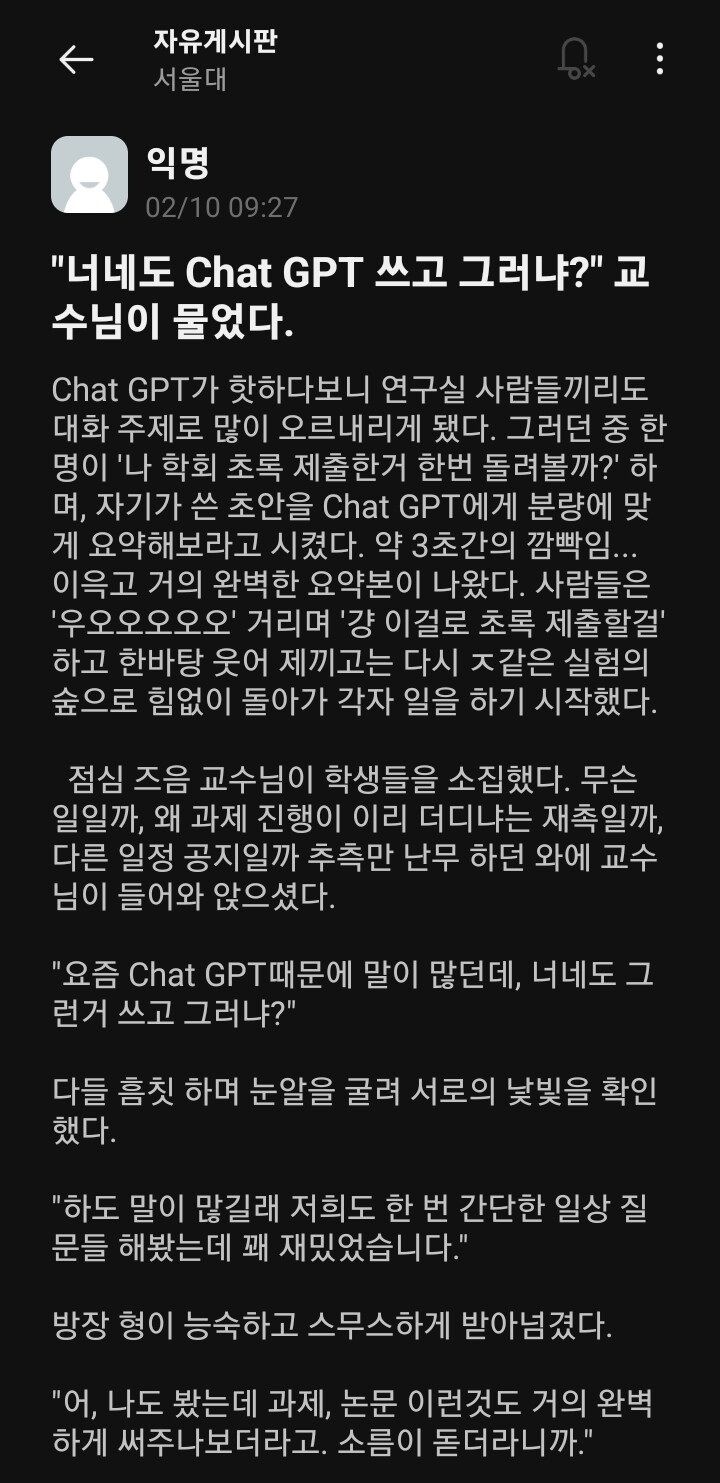 자유게시판
서울대
익명
02/10 09:27
"너네도 Chat GPT 쓰고 그러냐?" 교
수님이 물었다.
Chat GPT가 핫하다보니 연구실 사람들끼리도
대화 주제로 많이 오르내리게 됐다. 그러던 중 한
명이 '나 학회 초록 제출한거 한번 돌려볼까?' 하
며, 자기가 쓴 초안을 Chat GPT에게 분량에 맞
게 요약해보라고 시켰다. 약 3초간의 깜빡임...
이윽고 거의 완벽한 요약본이 나왔다. 사람들은
'우오오오오오' 거리며 '걍 이걸로 초록 제출할걸'
하고 한바탕 웃어 제끼고는 다시 ㅈ같은 실험의
숲으로 힘없이 돌아가 각자 일을 하기 시작했다.
점심 즈음 교수님이 학생들을 소집했다. 무슨
일일까, 왜 과제 진행이 이리 더디냐는 재촉일까,
다른 일정 공지일까 추측만 난무 하던 와에 교수
님이 들어와 앉으셨다.
"요즘 Chat GPT때문에 말이 많던데, 너네도 그
런거 쓰고 그러냐?"
다들 흠칫 하며 눈알을 굴려 서로의 낯빛을 확인
했다.
"하도 말이 많길래 저희도 한 번 간단한 일상 질
문들 해봤는데 꽤 재밌었습니다."
방장 형이 능숙하고 스무스하게 받아넘겼다.
"어, 나도 봤는데 과제, 논문 이런것도 거의 완벽
하게 써주나보더라고. 소름이 돋더라니까."